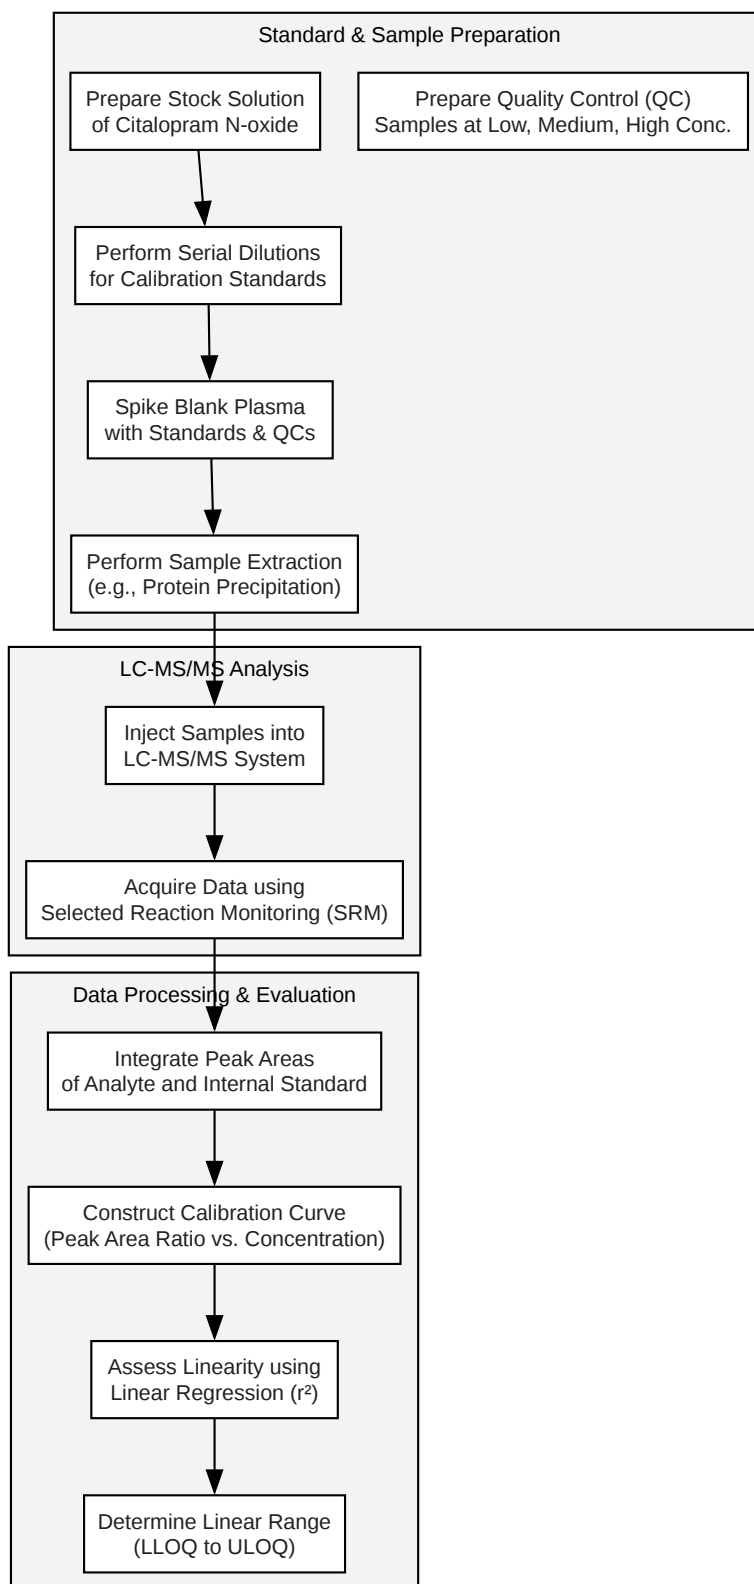 Standard & Sample Preparation
Prepare Stock Solution
of Citalopram N-oxide
Prepare Quality Control (QC)
Samples at Low, Medium, High Conc.
Perform Serial Dilutions
for Calibration Standards
Spike Blank Plasma
with Standards & QCs
Perform Sample Extraction
(e.g., Protein Precipitation)
LC-MS/MS Analysis
Inject Samples into
LC-MS/MS System
Acquire Data using
Selected Reaction Monitoring (SRM)
Data Processing & Evaluation
Integrate Peak Areas
of Analyte and Internal Standard
Construct Calibration Curve
(Peak Area Ratio vs. Concentration)
Assess Linearity using
Linear Regression (r²)
Determine Linear Range
(LLOQ to ULOQ)